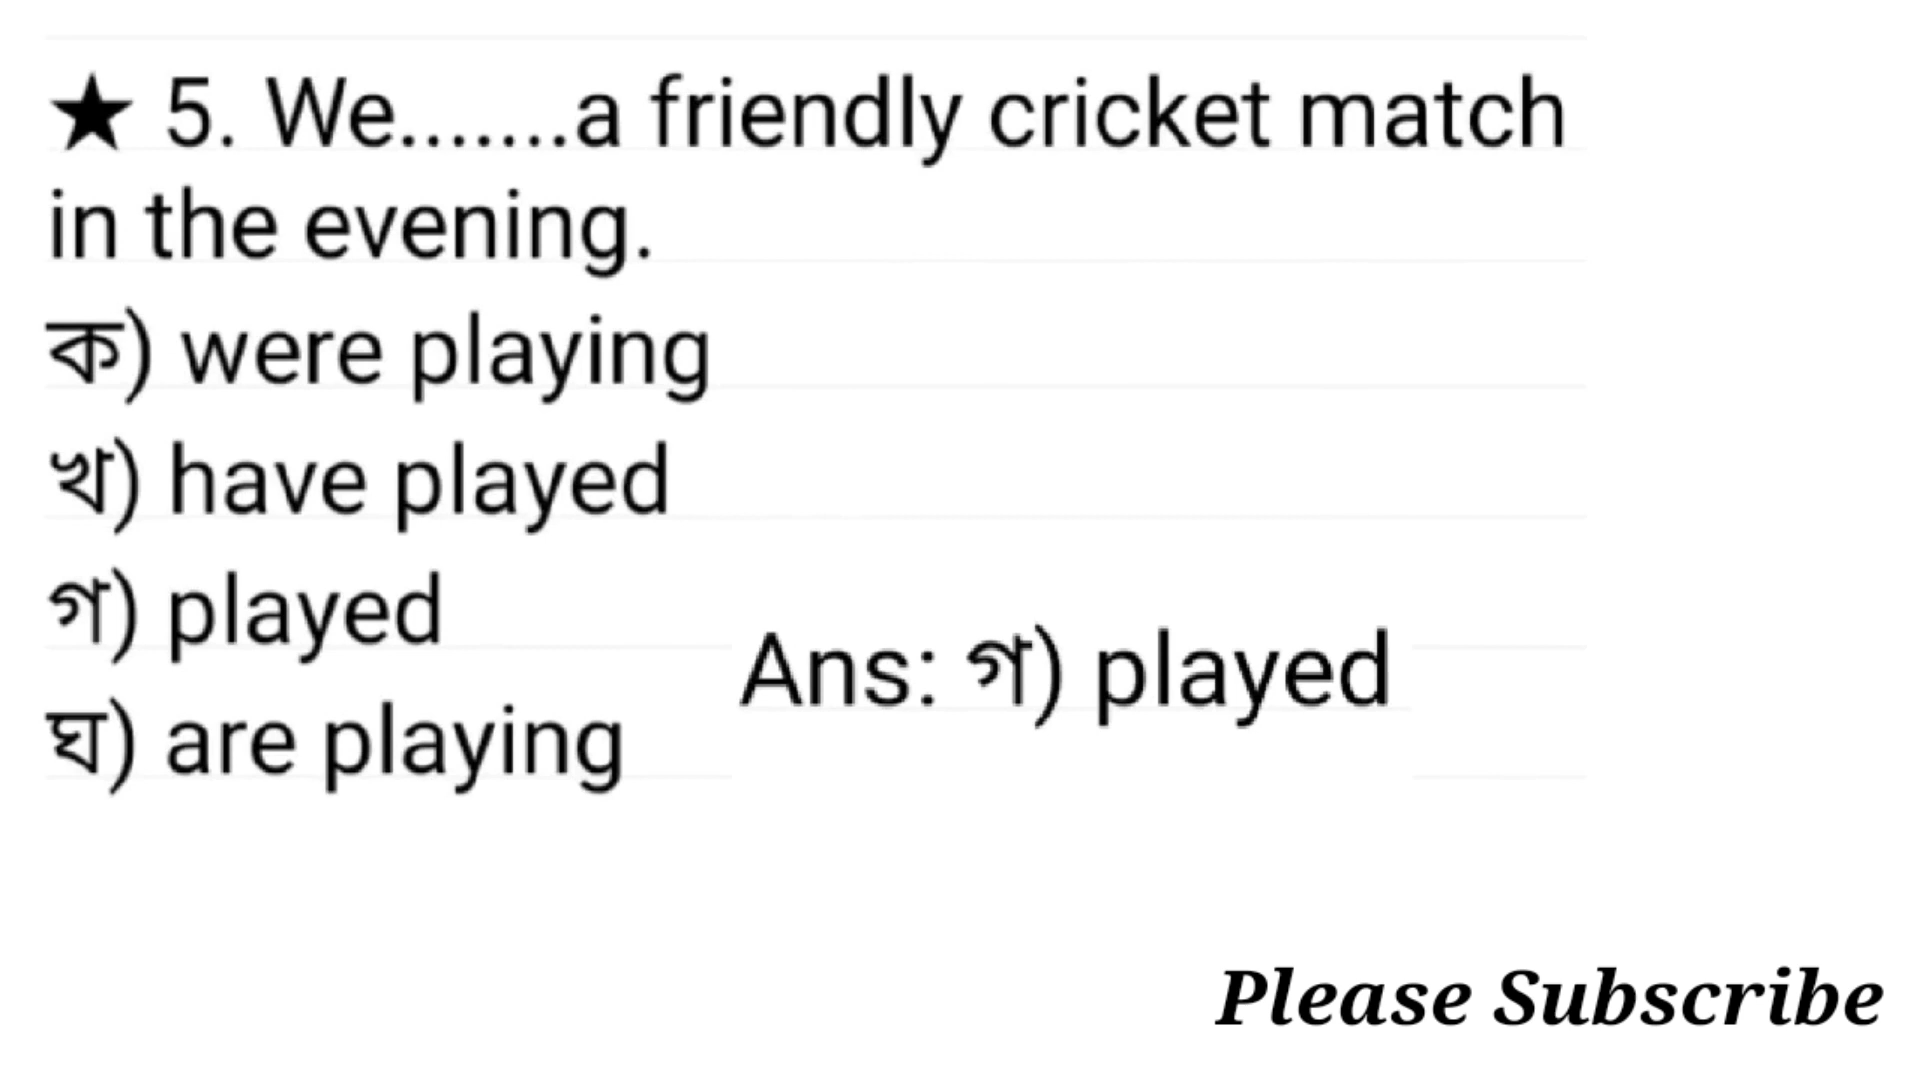 ★ 5. We.......a friendly cricket match
in the evening.
ক) were playing
খ) have played
গ) played
Ans: গ) played
ঘ) are playing
Please Subscribe